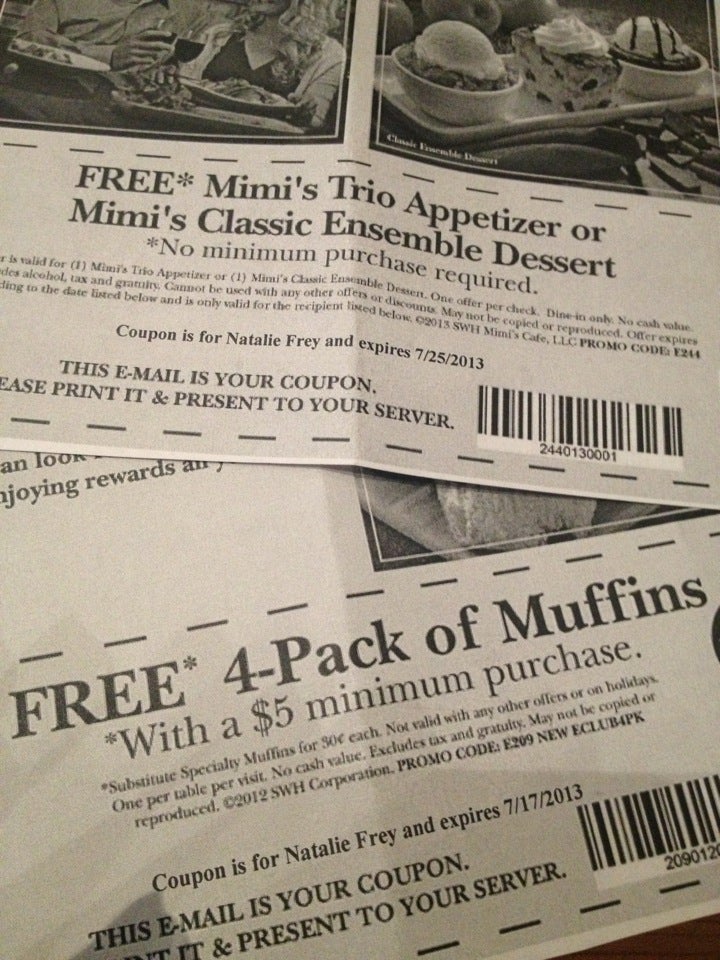 Classic Ensemble Dessert
FREE* Mimi's Trio Appetizer or
Mimi's Classic Ensemble Dessert
*No minimum purchase required.
r is valid for (1) Mimi's Trio Appetizer or (1) Mimi's Classic Ensemble Dessert. One offer per check. Dine-in only. No cash value.
des alcohol, tax and gratuity. Cannot be used with any other offers or discounts. May not be copied or reproduced. Offer expires
ding to the date listed below and is only valid for the recipient listed below. ©2013 SWH Mimi's Cafe, LLC PROMO CODE: E244
Coupon is for Natalie Frey and expires 7/25/2013
THIS E-MAIL IS YOUR COUPON.
EASE PRINT IT & PRESENT TO YOUR SERVER.
2440130001
an look
njoying rewards
FREE* 4-Pack of Muffins
*With a $5 minimum purchase.
*Substitute Specialty Muffins for 50¢ each. Not valid with any other offers or on holidays.
One per table per visit. No cash value. Excludes tax and gratuity. May not be copied or
reproduced. ©2012 SWH Corporation. PROMO CODE: E209 NEW ECLUB4PK
Coupon is for Natalie Frey and expires 7/17/2013
THIS E-MAIL IS YOUR COUPON.
NT IT & PRESENT TO YOUR SERVER.
2090120